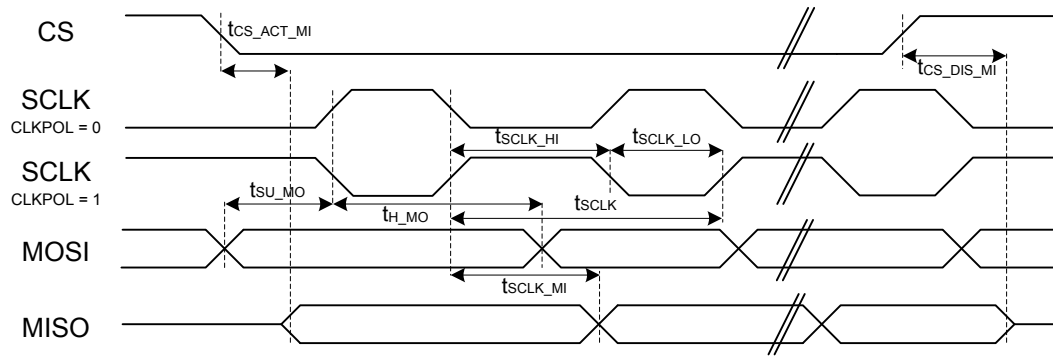 CS
tCS_ACT_MI
tCS_DIS_MI
SCLK
CLKPOL = 0
tSCLK_HI
tSCLK_LO
SCLK
CLKPOL = 1
tSU_MO
tH_MO
tSCLK
MOSI
tSCLK_MI
MISO